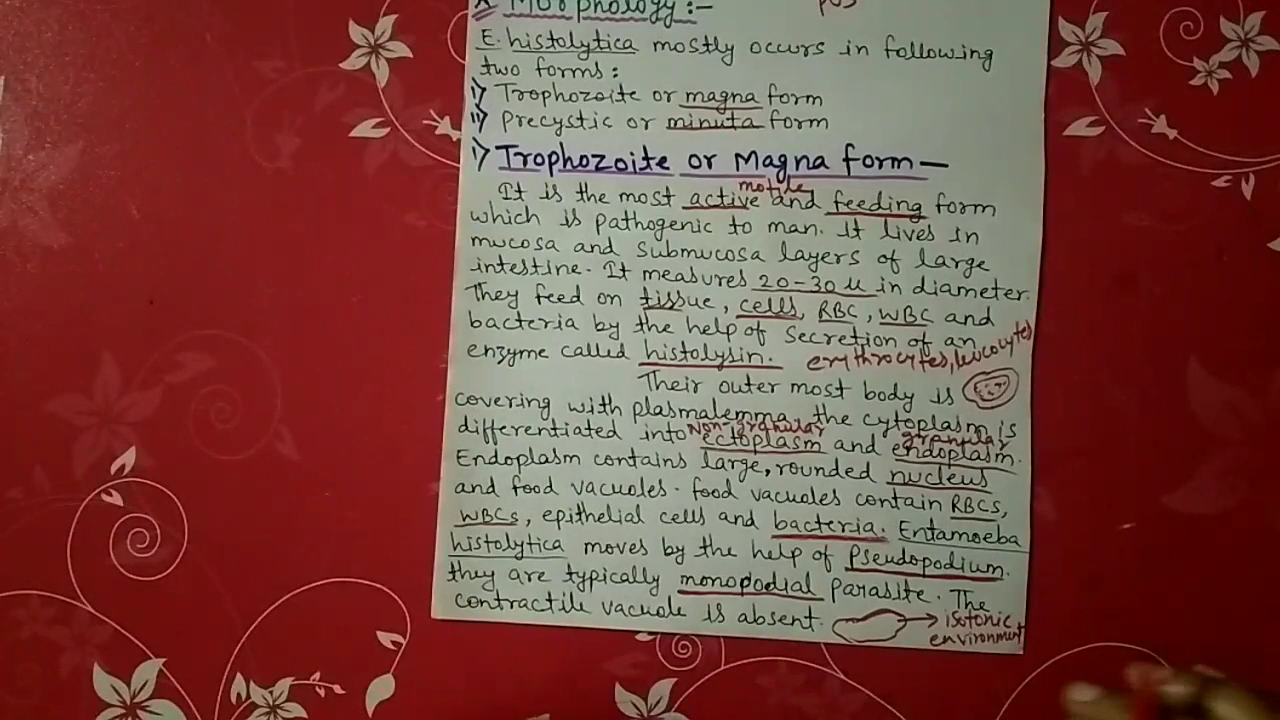 * Morphology :-
E. histolytica mostly occurs in following
two forms :
i) Trophozoite or magna form
ii) Precystic or minuta form
i) Trophozoite or Magna form —
motile
It is the most active and feeding form
which is pathogenic to man. It lives in
mucosa and submucosa layers of large
intestine. It measures 20-30 µ in diameter.
They feed on tissue, cells, RBC, WBC and
bacteria by the help of secretion of an
enzyme called histolysin.
erythrocytes, leucocytes
Their outer most body is
covering with plasmalemma, the cytoplasm is
Non-granular granular
differentiated into ectoplasm and endoplasm.
Endoplasm contains large, rounded nucleus
and food vacuoles. food vacuoles contain RBCs,
WBCs, epithelial cells and bacteria. Entamoeba
histolytica moves by the help of Pseudopodium.
they are typically monopodial parasite. The
contractile vacuole is absent.
isotonic
environment